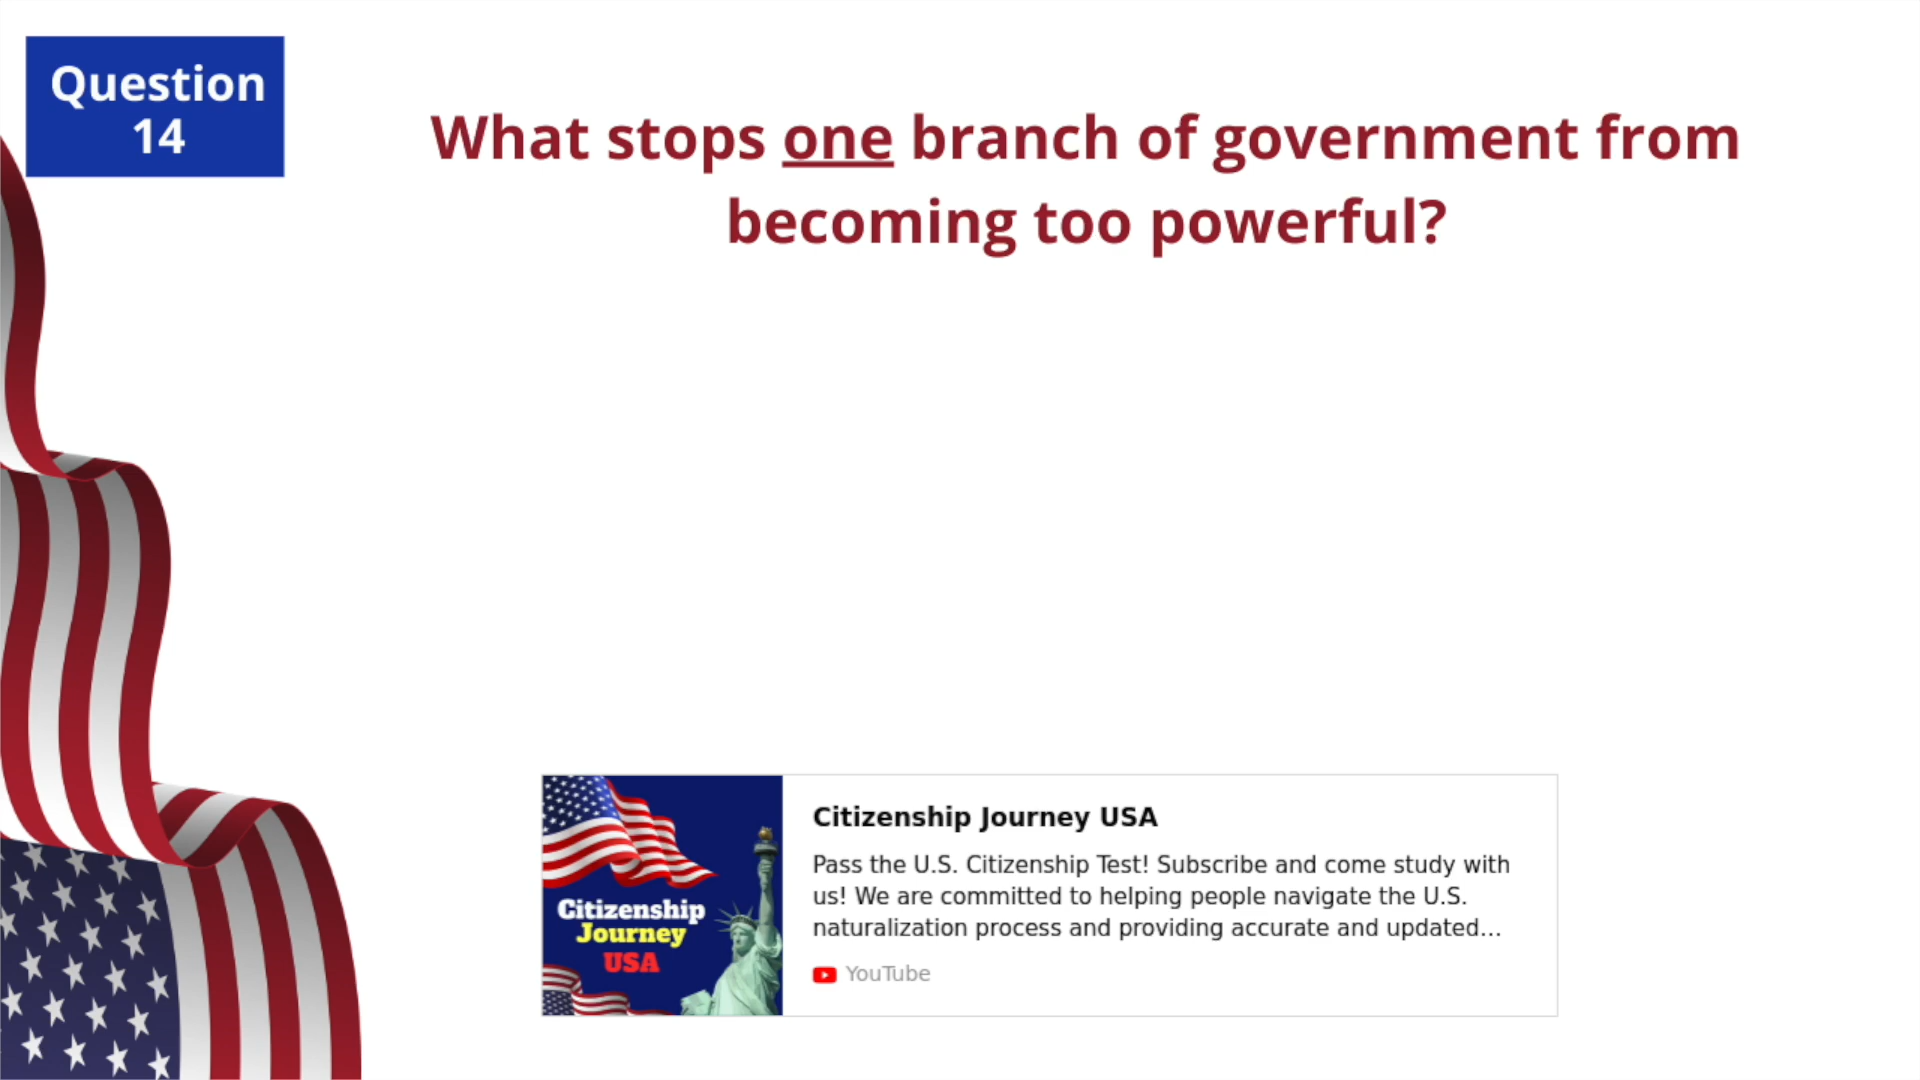 Question
14
What stops one branch of government from
becoming too powerful?
Citizenship
Journey
USA
Citizenship Journey USA
Pass the U.S. Citizenship Test! Subscribe and come study with
us! We are committed to helping people navigate the U.S.
naturalization process and providing accurate and updated...
YouTube